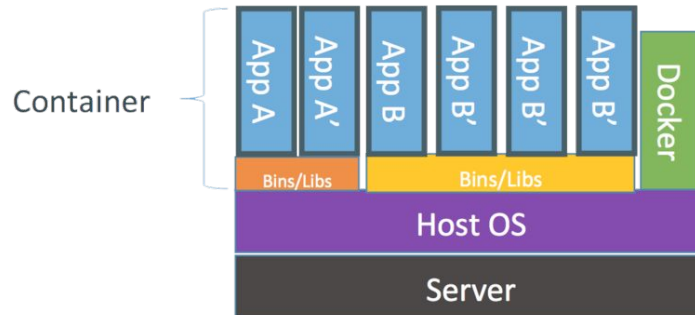 Container
App A
App A’
App B
App B’
App B’
App B’
Docker
Bins/Libs
Bins/Libs
Host OS
Server